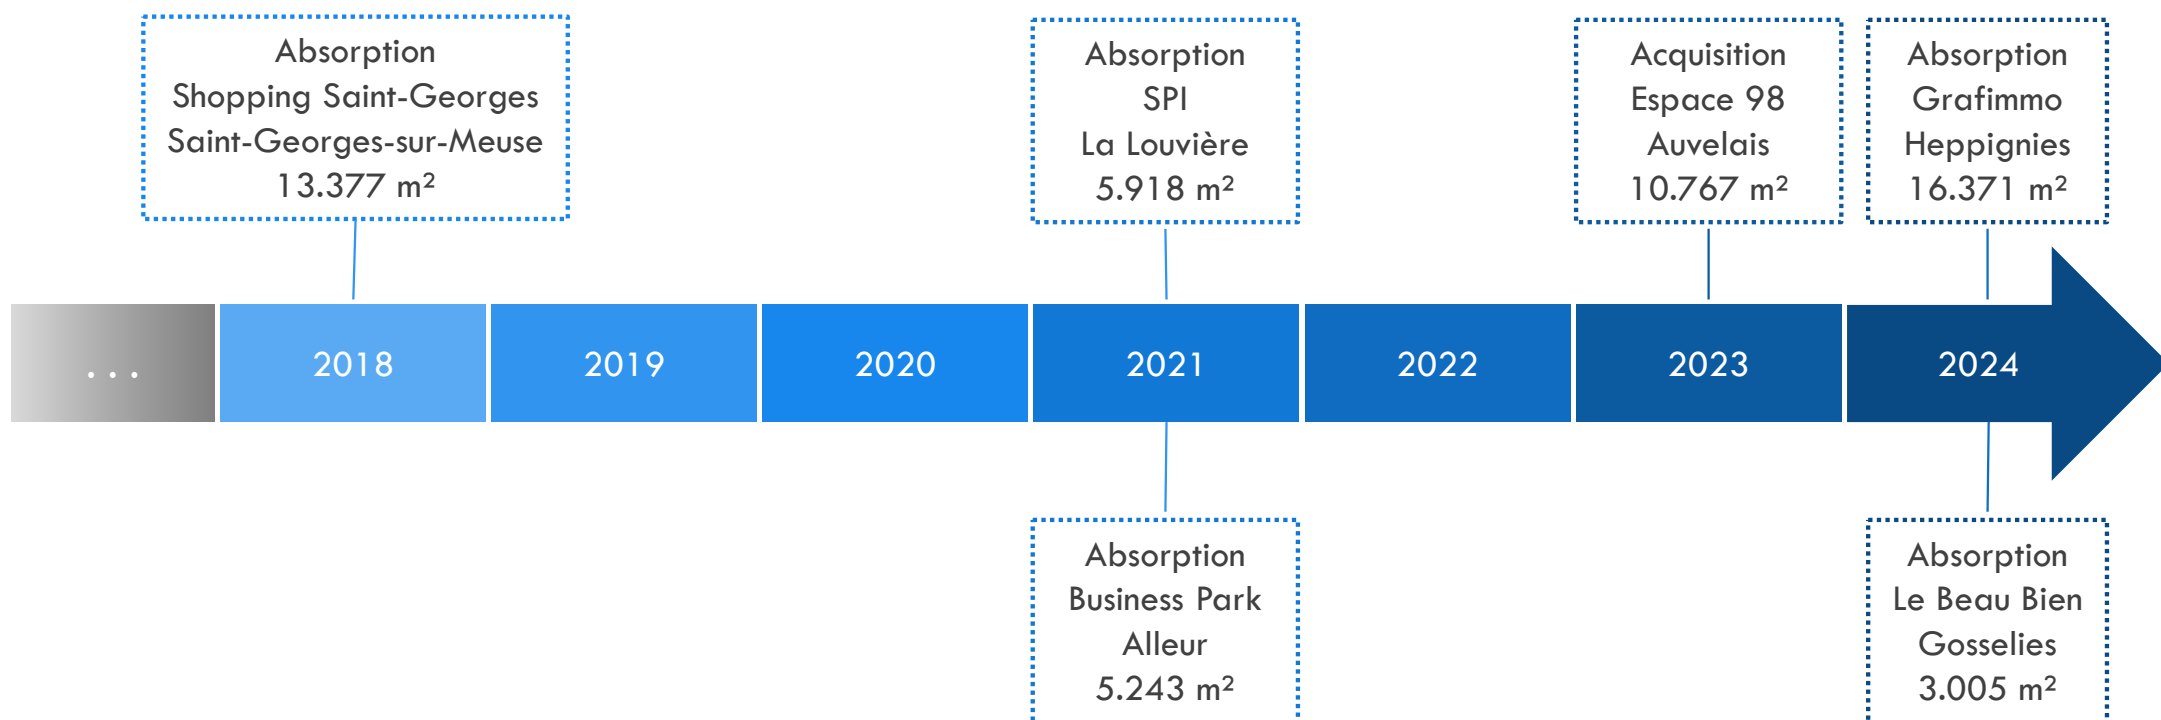 Absorption
Shopping Saint-Georges
Saint-Georges-sur-Meuse
13.377 m²
Absorption
SPI
La Louvière
5.918 m²
Acquisition
Espace 98
Auvelais
10.767 m²
Absorption
Grafimmo
Heppignies
16.371 m²
...
2018
2019
2020
2021
2022
2023
2024
Absorption
Business Park
Alleur
5.243 m²
Absorption
Le Beau Bien
Gosselies
3.005 m²